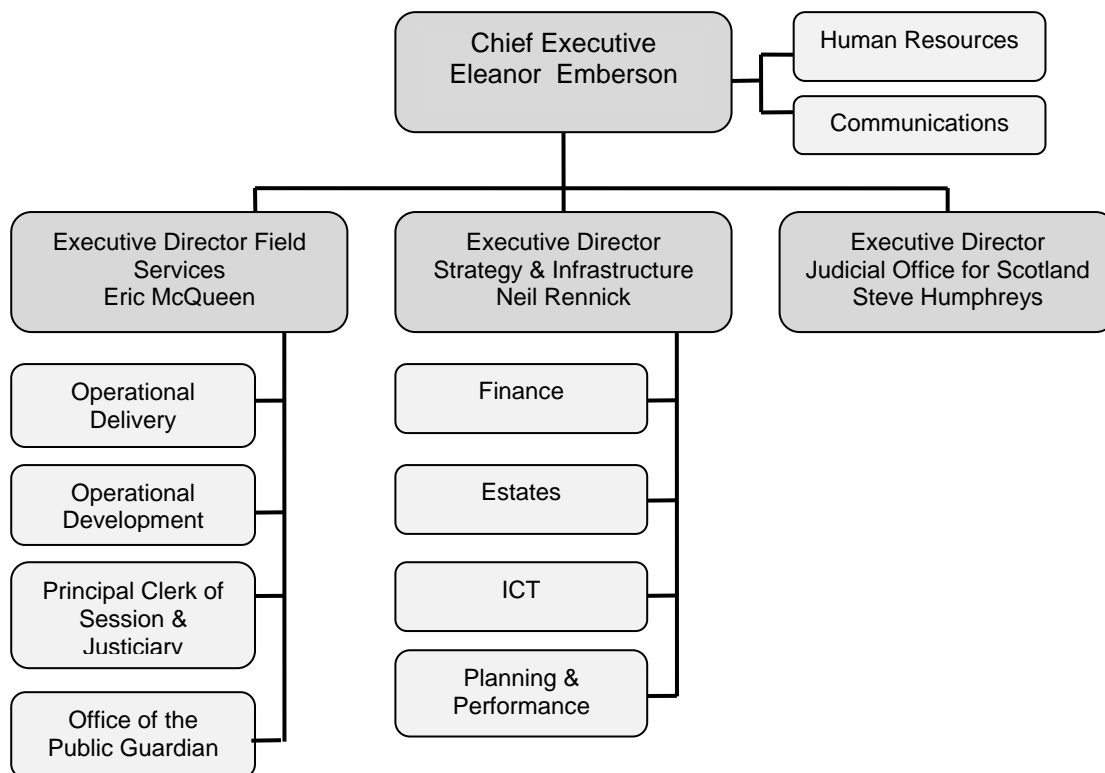 Chief Executive
Eleanor Emberson
Human Resources
Communications
Executive Director Field
Services
Eric McQueen
Executive Director
Strategy & Infrastructure
Neil Rennick
Executive Director
Judicial Office for Scotland
Steve Humphreys
Operational
Delivery
Operational
Development
Principal Clerk of
Session &
Justiciary
Office of the
Public Guardian
Finance
Estates
ICT
Planning &
Performance